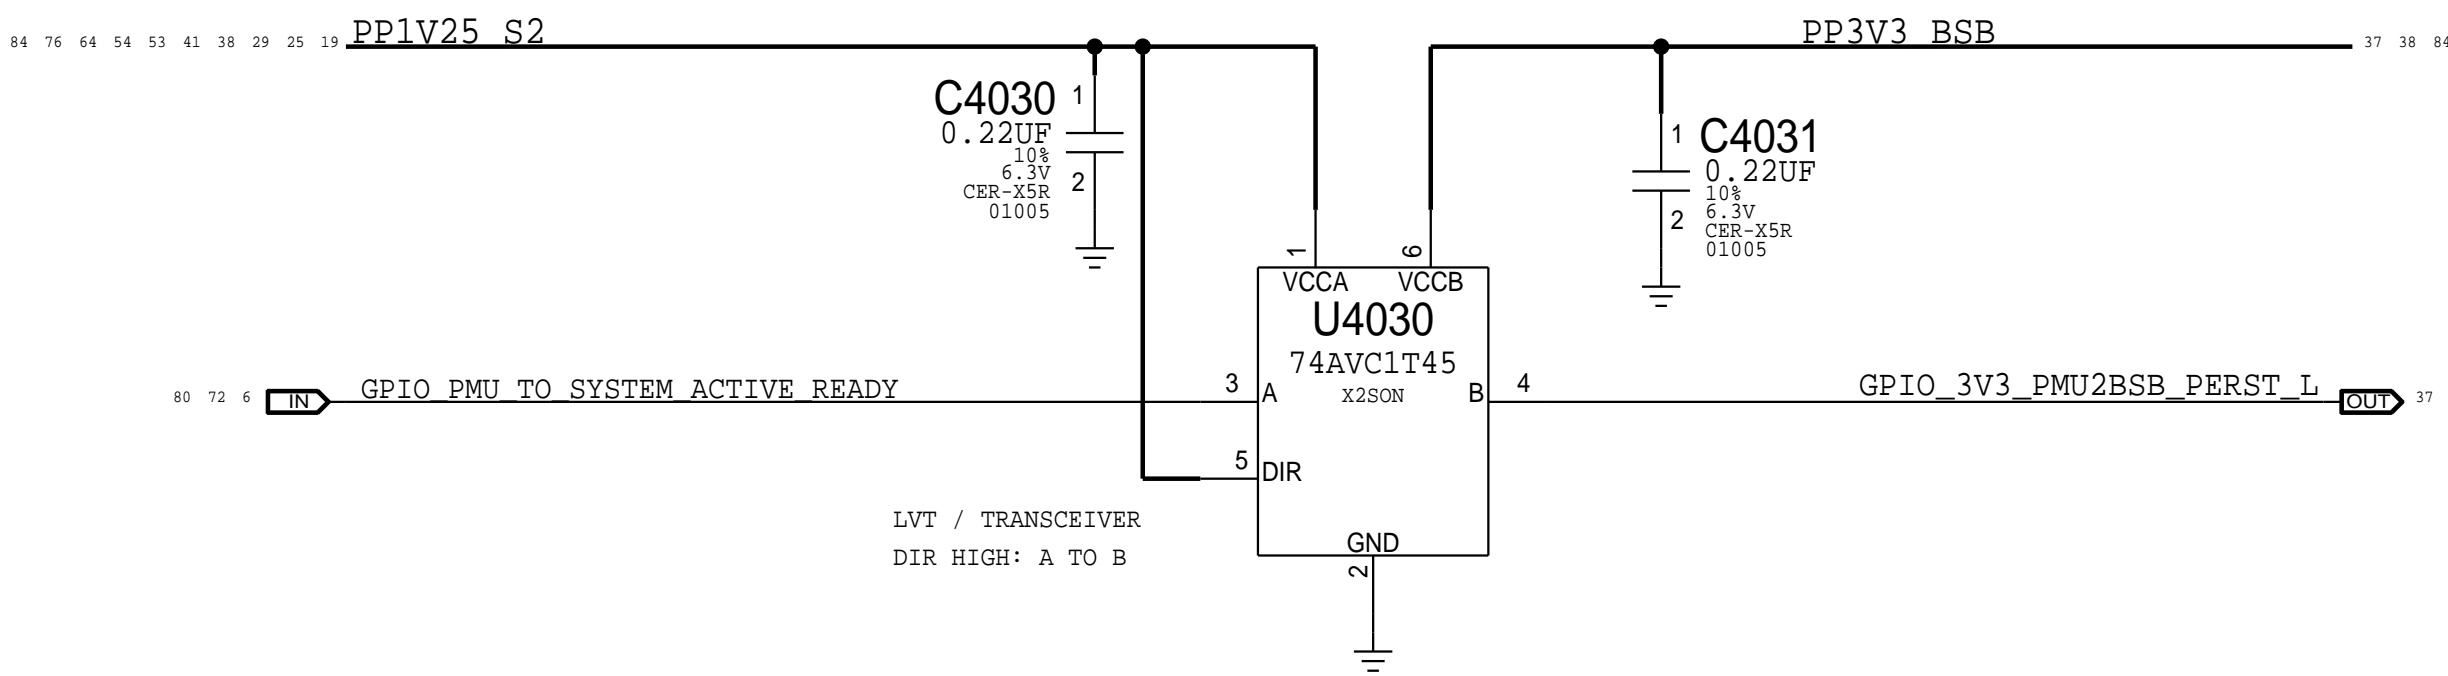 84 76 64 54 53 41 38 29 25 19 PP1V25_S2
PP3V3_BSB 37 38 84
C4030 1
0.22UF
10%
6.3V
CER-X5R
01005
2
1 C4031
0.22UF
10%
6.3V
CER-X5R
01005
2
1 6
VCCA VCCB
U4030
74AVC1T45
X2SON
80 72 6 IN GPIO_PMU_TO_SYSTEM_ACTIVE_READY 3 A
B 4 GPIO_3V3_PMU2BSB_PERST_L OUT 37
5 DIR
LVT / TRANSCEIVER
DIR HIGH: A TO B
GND
2